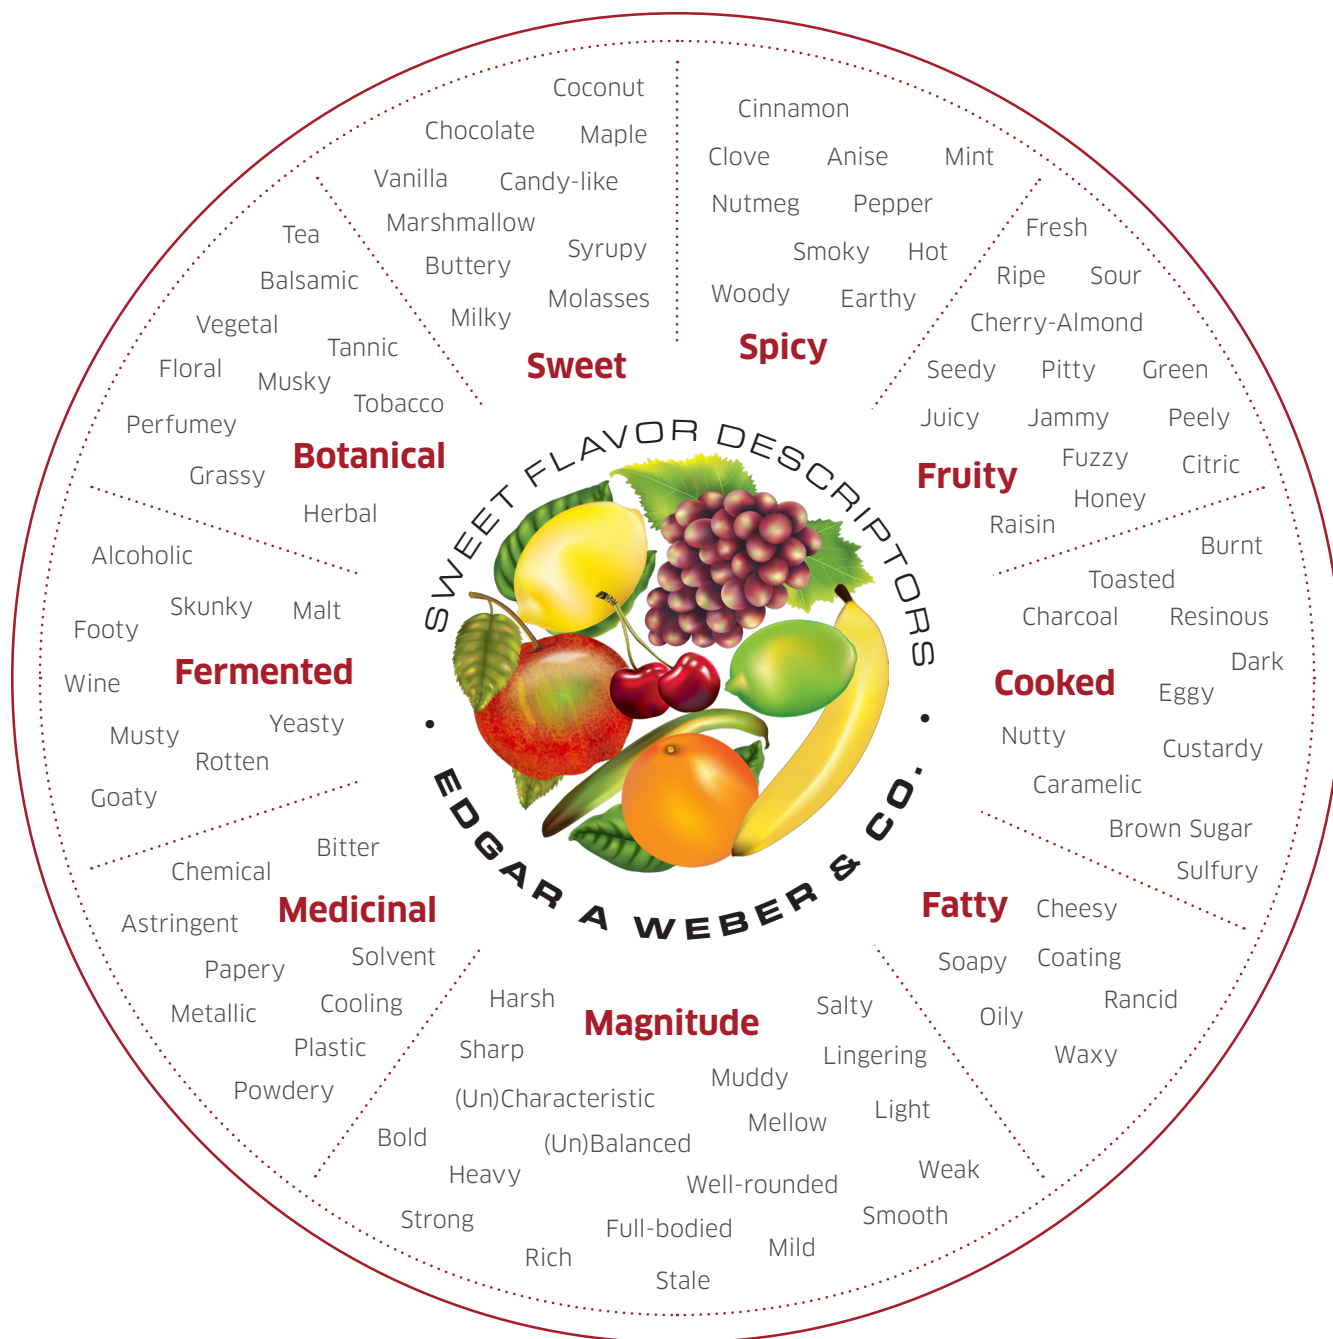 Coconut
Chocolate Maple
Vanilla Candy-like
Marshmallow
Syrupy
Buttery
Molasses
Milky
Sweet
Cinnamon
Clove Anise Mint
Nutmeg Pepper
Smoky Hot
Woody Earthy
Spicy
Fresh
Ripe Sour
Cherry-Almond
Seedy Pitty Green
Juicy Jammy Peely
Fuzzy Citric
Fruity
Honey
Raisin
Burnt
Toasted
Charcoal Resinous
Dark
Cooked
Eggy
Nutty
Custardy
Caramelic
Brown Sugar
Sulfury
Fatty Cheesy
Soapy Coating
Rancid
Oily
Waxy
Harsh
Salty
Magnitude
Sharp
Lingering
Muddy
(Un)Characteristic
Light
Mellow
Bold
(Un)Balanced
Heavy
Weak
Well-rounded
Strong
Smooth
Full-bodied
Rich
Mild
Stale
Bitter
Chemical
Medicinal
Astringent
Solvent
Papery
Cooling
Metallic
Plastic
Powdery
Alcoholic
Skunky Malt
Footy
Fermented
Wine
Yeasty
Musty
Rotten
Goaty
Tea
Balsamic
Vegetal
Tannic
Floral
Musky
Tobacco
Perfumey
Botanical
Grassy
Herbal
SWEET FLAVOR DESCRIPTORS
• EDGAR A WEBER & CO. •